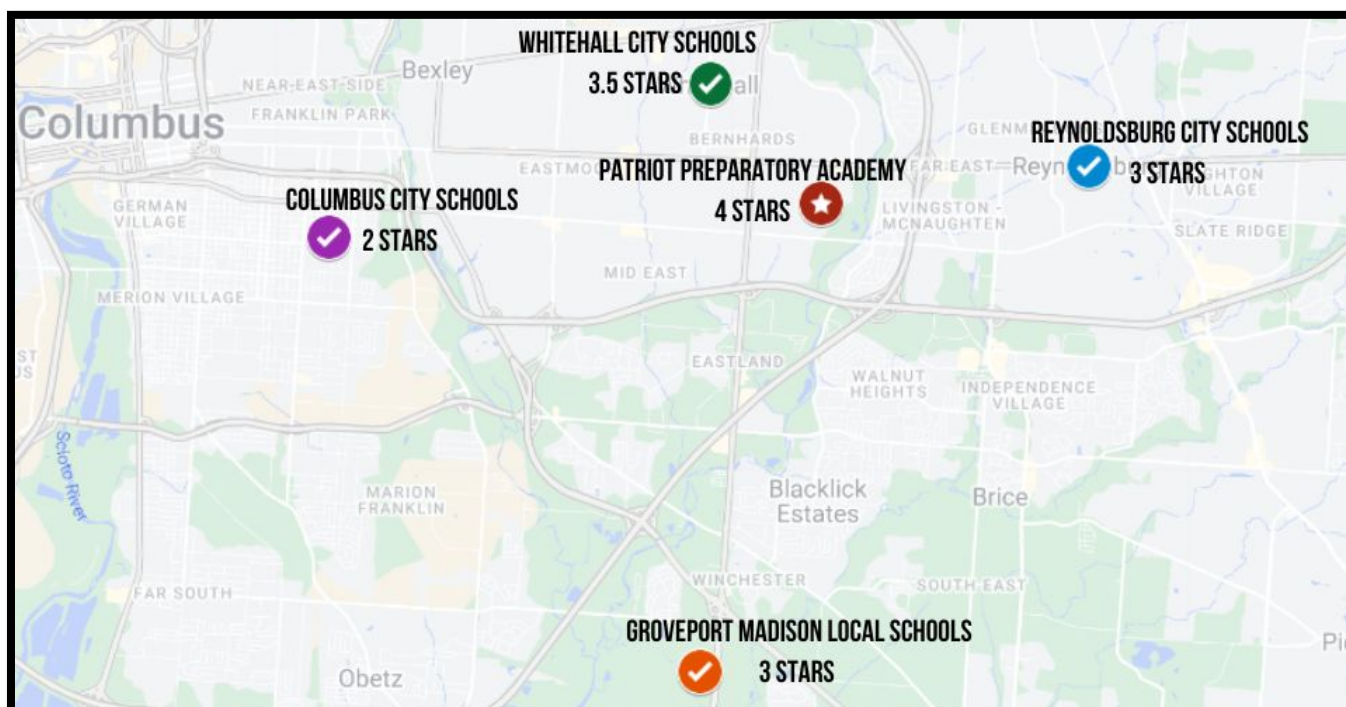 WHITEHALL CITY SCHOOLS
3.5 STARS
Bexley
NEAR EAST SIDE
Columbus
FRANKLIN PARK
BERNHARDS
REYNOLDSBURG CITY SCHOOLS
3 STARS
PATRIOT PREPARATORY ACADEMY
4 STARS
FAR EAST
COLUMBUS CITY SCHOOLS
2 STARS
GERMAN
VILLAGE
LIVINGSTON -
MCNAUGHTEN
VILLAGE
SLATE RIDGE
MID EAST
MERION VILLAGE
EASTLAND
WALNUT
HEIGHTS
INDEPENDENCE
VILLAGE
Scioto River
MARION
FRANKLIN
Blacklick
Estates
Brice
WINCHESTER
SOUTH EAST
FAR SOUTH
GROVEPORT MADISON LOCAL SCHOOLS
3 STARS
Obetz